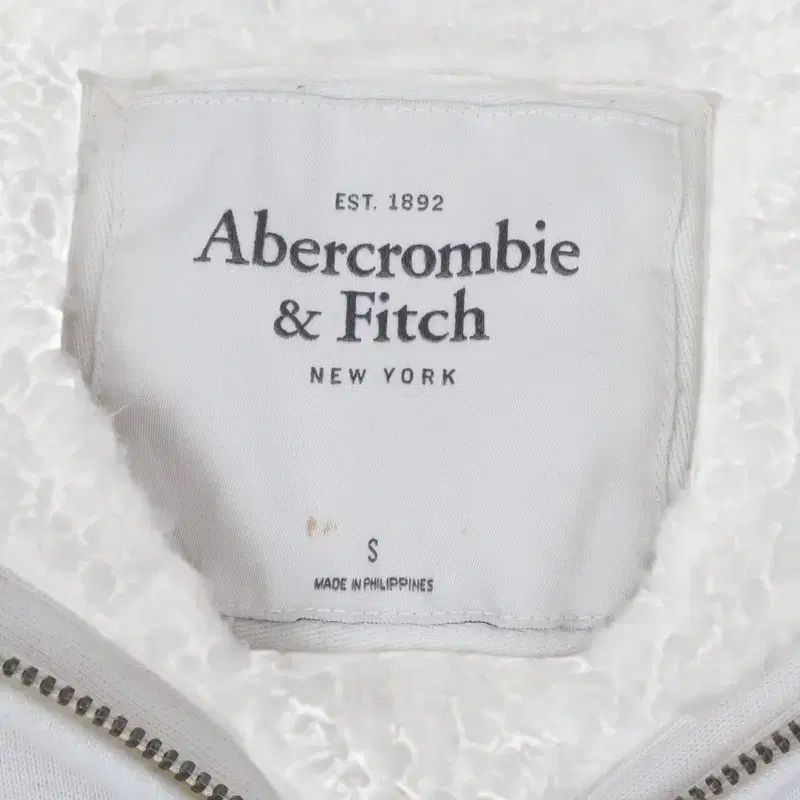 EST. 1892
Abercrombie
& Fitch
NEW YORK
S
MADE IN PHILIPPINES